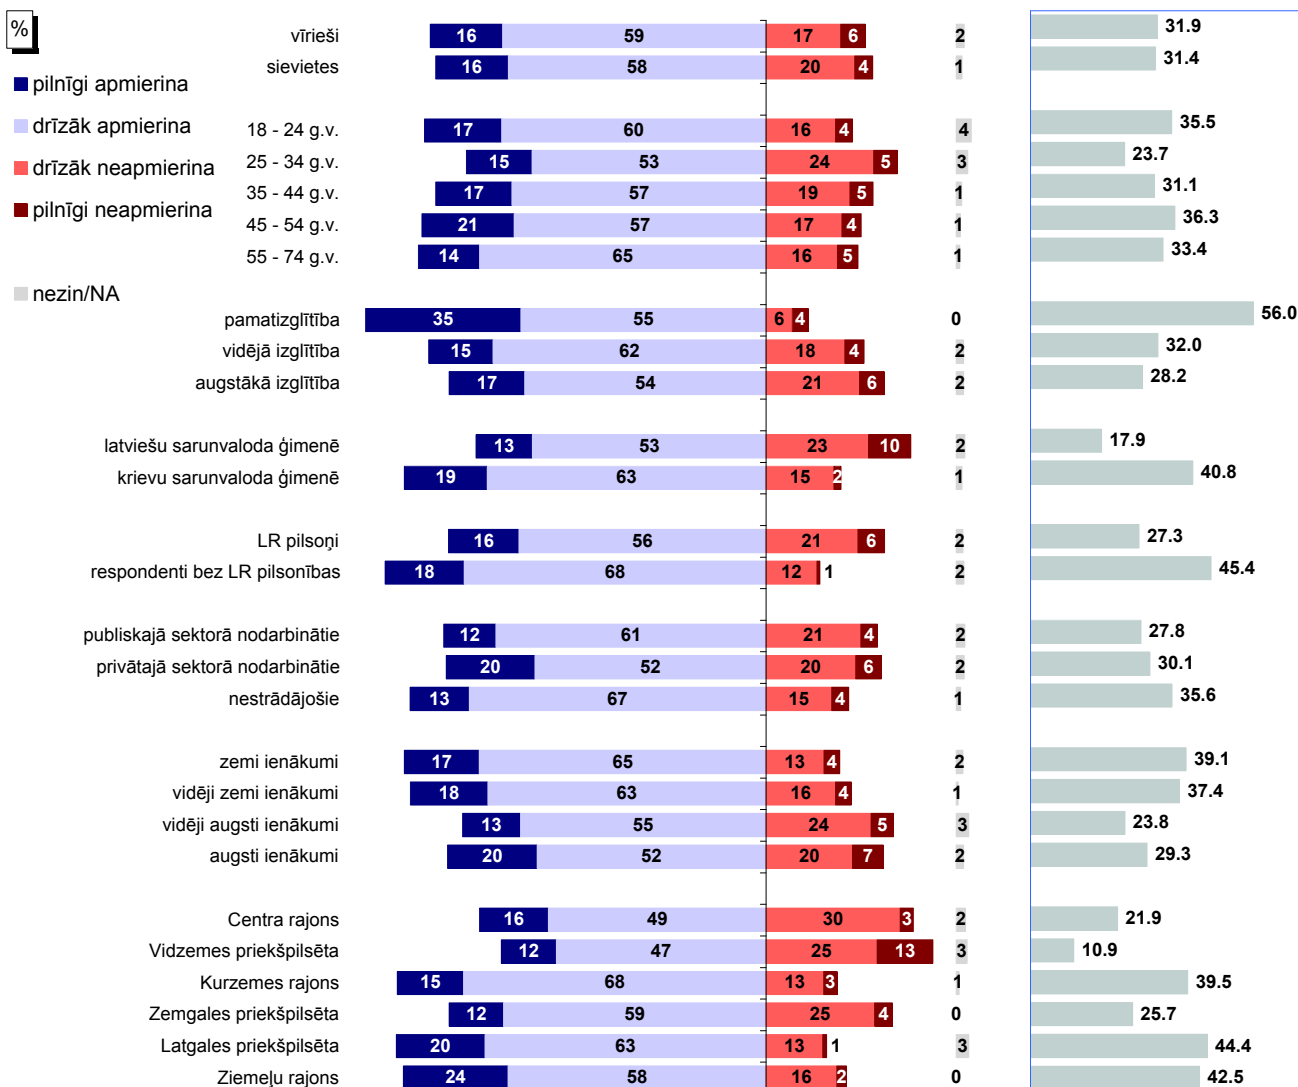 %
pilnīgi apmierina
drīzāk apmierina
drīzāk neapmierina
pilnīgi neapmierina
nezin/NA
vīrieši 16 59 17 6 2 31.9
sievietes 16 58 20 4 1 31.4
18 - 24 g.v. 17 60 16 4 4 35.5
25 - 34 g.v. 15 53 24 5 3 23.7
35 - 44 g.v. 17 57 19 5 1 31.1
45 - 54 g.v. 21 57 17 4 1 36.3
55 - 74 g.v. 14 65 16 5 1 33.4
pamatizglītība 35 55 6 4 0 56.0
vidējā izglītība 15 62 18 4 2 32.0
augstākā izglītība 17 54 21 6 2 28.2
latviešu sarunvaloda ģimenē 13 53 23 10 2 17.9
krievu sarunvaloda ģimenē 19 63 15 2 1 40.8
LR pilsoņi 16 56 21 6 2 27.3
respondenti bez LR pilsonības 18 68 12 1 2 45.4
publiskajā sektorā nodarbinātie 12 61 21 4 2 27.8
privātajā sektorā nodarbinātie 20 52 20 6 2 30.1
nestrādājošie 13 67 15 4 1 35.6
zemi ienākumi 17 65 13 4 2 39.1
vidēji zemi ienākumi 18 63 16 4 1 37.4
vidēji augsti ienākumi 13 55 24 5 3 23.8
augsti ienākumi 20 52 20 7 2 29.3
Centra rajons 16 49 30 3 2 21.9
Vidzemes priekšpilsēta 12 47 25 13 3 10.9
Kurzemes rajons 15 68 13 3 1 39.5
Zemgales priekšpilsēta 12 59 25 4 0 25.7
Latgales priekšpilsēta 20 63 13 1 3 44.4
Ziemeļu rajons 24 58 16 2 0 42.5